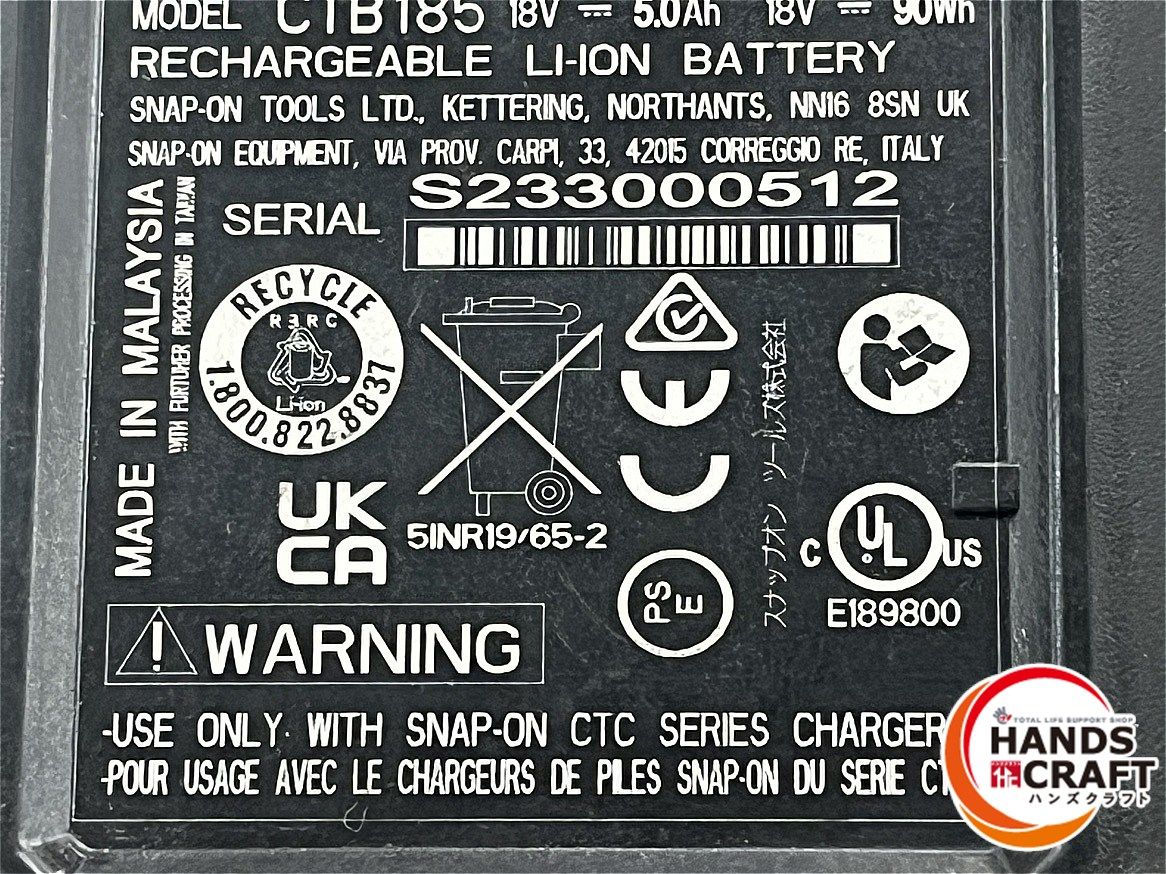 MODEL CTB185 18V ⎓ 5.0Ah 18V ⎓ 90Wh
RECHARGEABLE LI-ION BATTERY
SNAP-ON TOOLS LTD., KETTERING, NORTHANTS, NN16 8SN UK
SNAP-ON EQUIPMENT, VIA PROV. CARPI, 33, 42015 CORREGGIO RE, ITALY
MADE IN MALAYSIA
WITH FURTUHER PROCESSING IN TAIWAN
SERIAL S233000512
RECYCLE
RBRC
Li-ion
1.800.822.8837
UK
CA
5INR19/65-2
CE
PS
E
スナップオン ツールズ株式会社
C UL US
E189800
WARNING
-USE ONLY WITH SNAP-ON CTC SERIES CHARGER
-POUR USAGE AVEC LE CHARGEURS DE PILES SNAP-ON DU SERIE CT
TOTAL LIFE SUPPORT SHOP
HANDS
CRAFT
ハンズクラフト